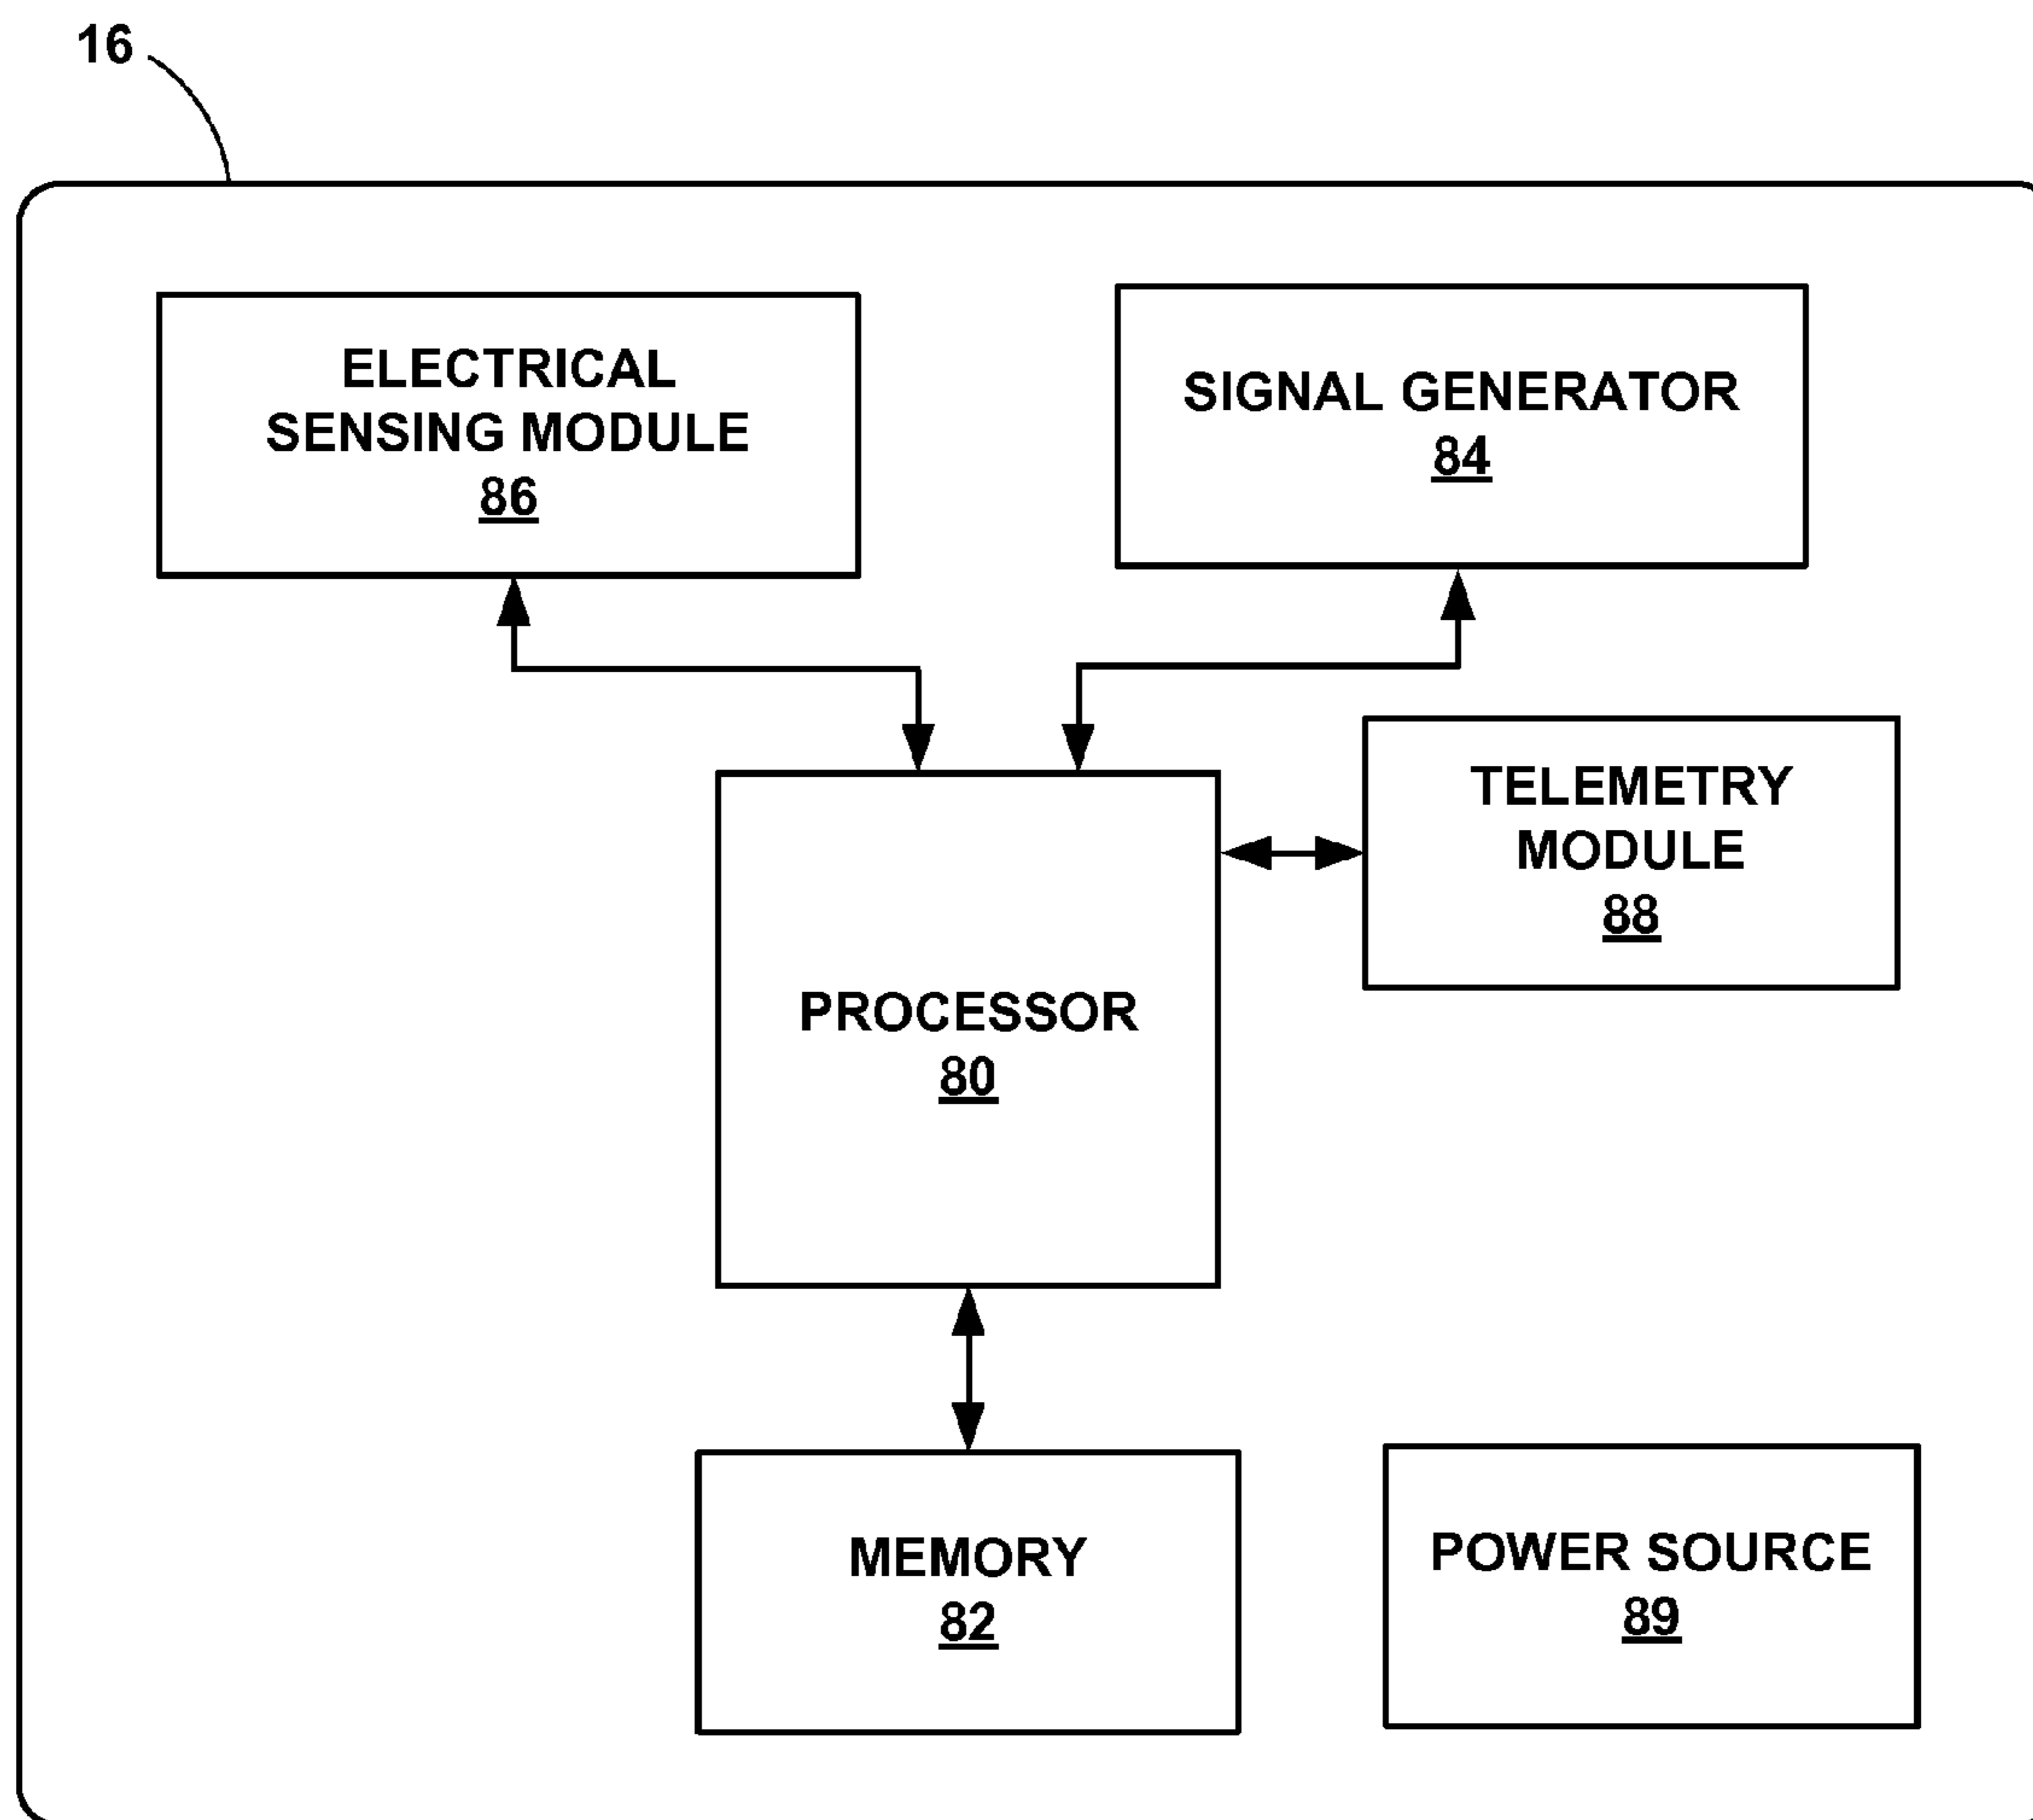 16
ELECTRICAL
SENSING MODULE
86
SIGNAL GENERATOR
84
TELEMETRY
MODULE
88
PROCESSOR
80
MEMORY
82
POWER SOURCE
89